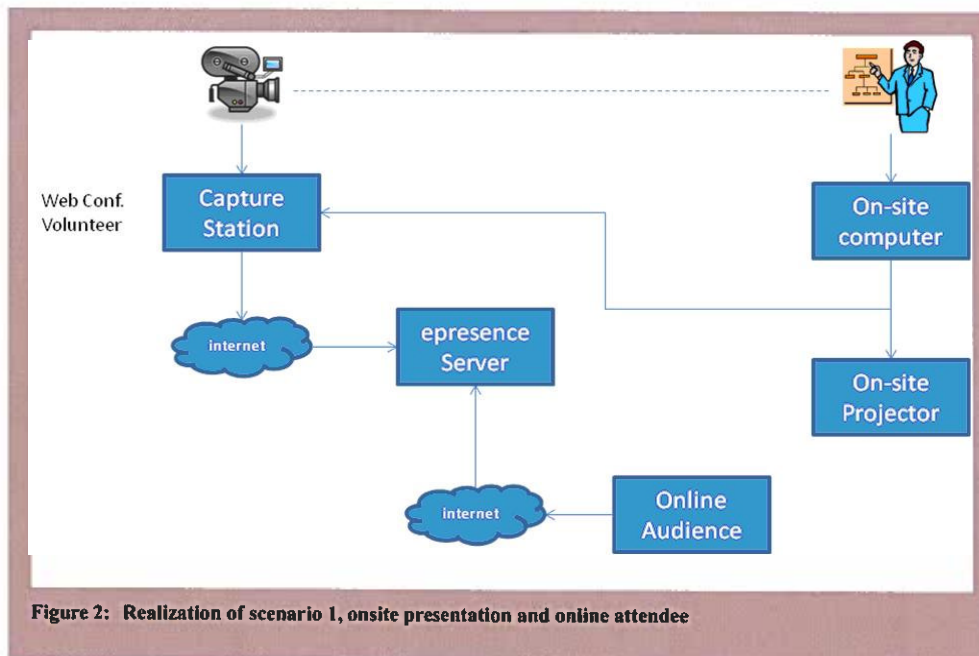 Web Conf.
Volunteer
Capture
Station
On-site
computer
internet
epresence
Server
On-site
Projector
internet
Online
Audience
Figure 2: Realization of scenario 1, onsite presentation and online attendee